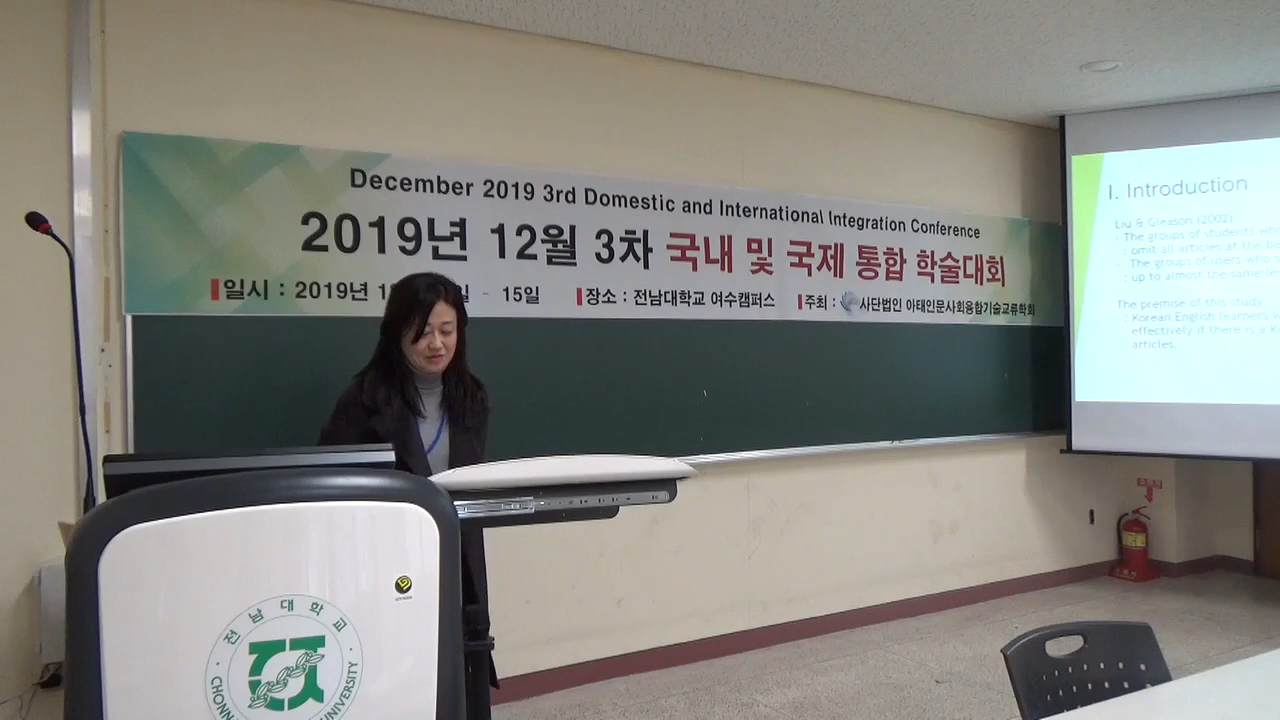 December 2019 3rd Domestic and International Integration Conference
2019년 12월 3차 국내 및 국제 통합 학술대회
일시 : 2019년 1 일 - 15일
장소 : 전남대학교 여수캠퍼스
주최 : 사단법인 아태인문사회융합기술교류학회
I. Introduction
Liu & Gleason (2002)
- The groups of students who
: omit all articles at the
- The groups of users who
: up to almost the same
The premise of this study
: Korean English learners
effectively if there is a
articles.
전남대학교
CHONN UNIVERSITY